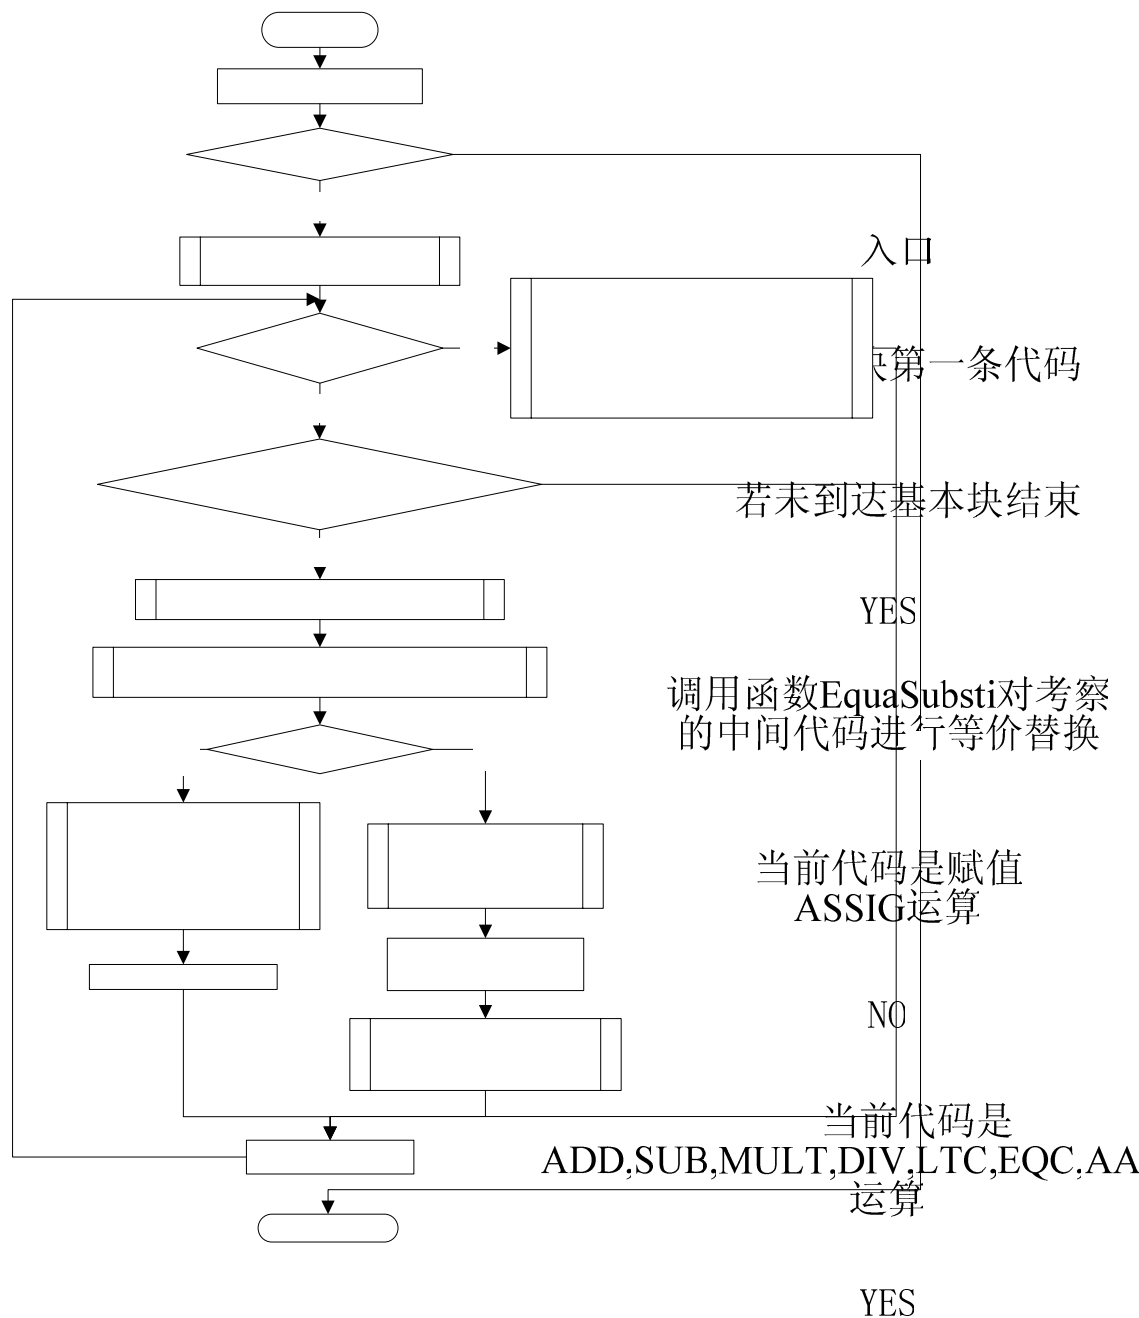 入口
块第一条代码
若未到达基本块结束
YES
调用函数EquaSubsti对考察
的中间代码进行等价替换
当前代码是赋值
ASSIG运算
NO
当前代码是
ADD,SUB,MULT,DIV,LTC,EQC,AA
运算
YES